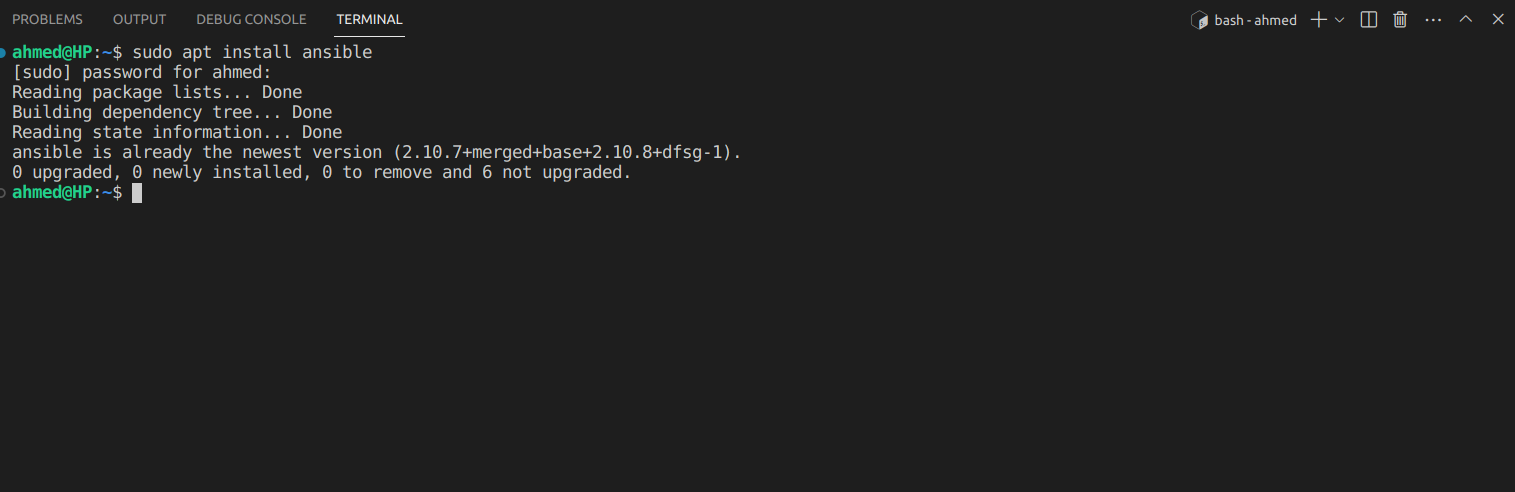 PROBLEMS OUTPUT DEBUG CONSOLE TERMINAL bash - ahmed
ahmed@HP:~$ sudo apt install ansible
[sudo] password for ahmed:
Reading package lists... Done
Building dependency tree... Done
Reading state information... Done
ansible is already the newest version (2.10.7+merged+base+2.10.8+dfsg-1).
0 upgraded, 0 newly installed, 0 to remove and 6 not upgraded.
ahmed@HP:~$